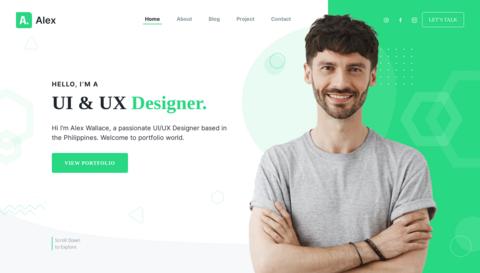 A. Alex
Home About Blog Project Contact
LET'S TALK
HELLO, I'M A
UI & UX Designer.
Hi I'm Alex Wallace, a passionate UI/UX Designer based in
the Philippines. Welcome to portfolio world.
VIEW PORTFOLIO
Scroll Down
to Explore